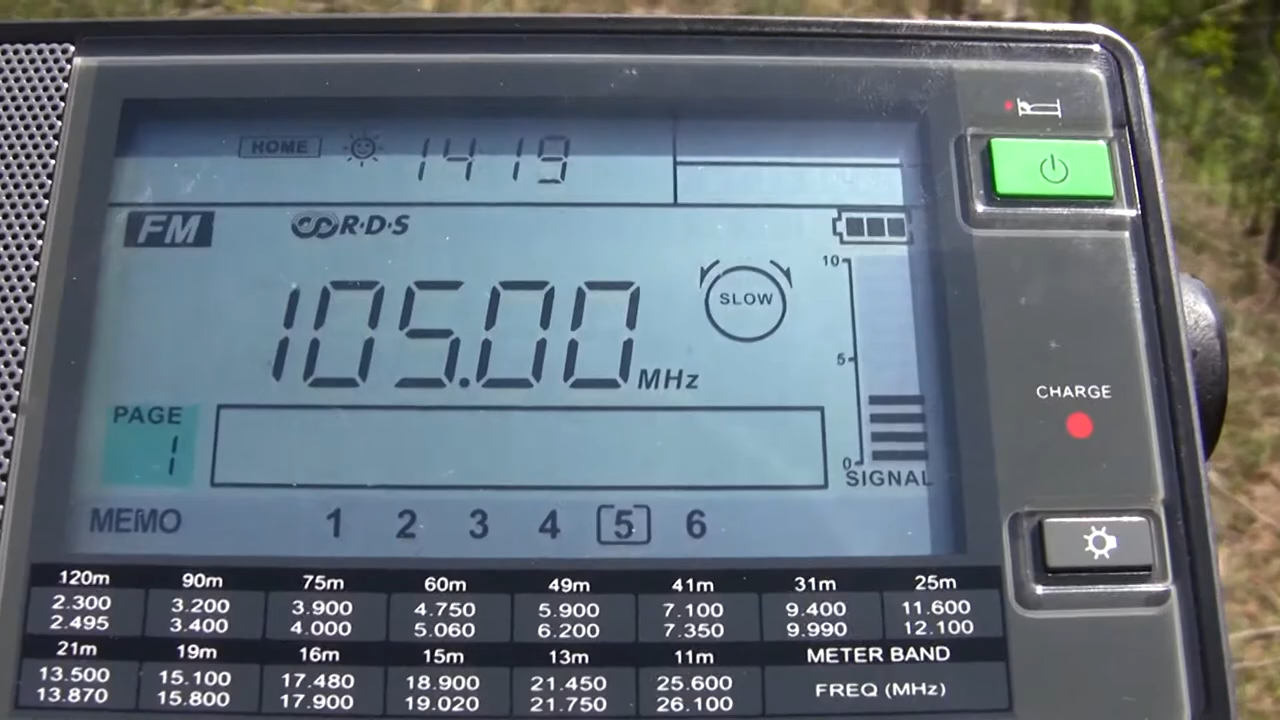 HOME 14 19
FM R·D·S
105.00 MHz
SLOW
10
5
0
SIGNAL
PAGE
1
MEMO 1 2 3 4 5 6
CHARGE
120m 90m 75m 60m 49m 41m 31m 25m
2.300 3.200 3.900 4.750 5.900 7.100 9.400 11.600
2.495 3.400 4.000 5.060 6.200 7.350 9.990 12.100
21m 19m 16m 15m 13m 11m METER BAND
13.500 15.100 17.480 18.900 21.450 25.600 FREQ (MHz)
13.870 15.800 17.900 19.020 21.750 26.100